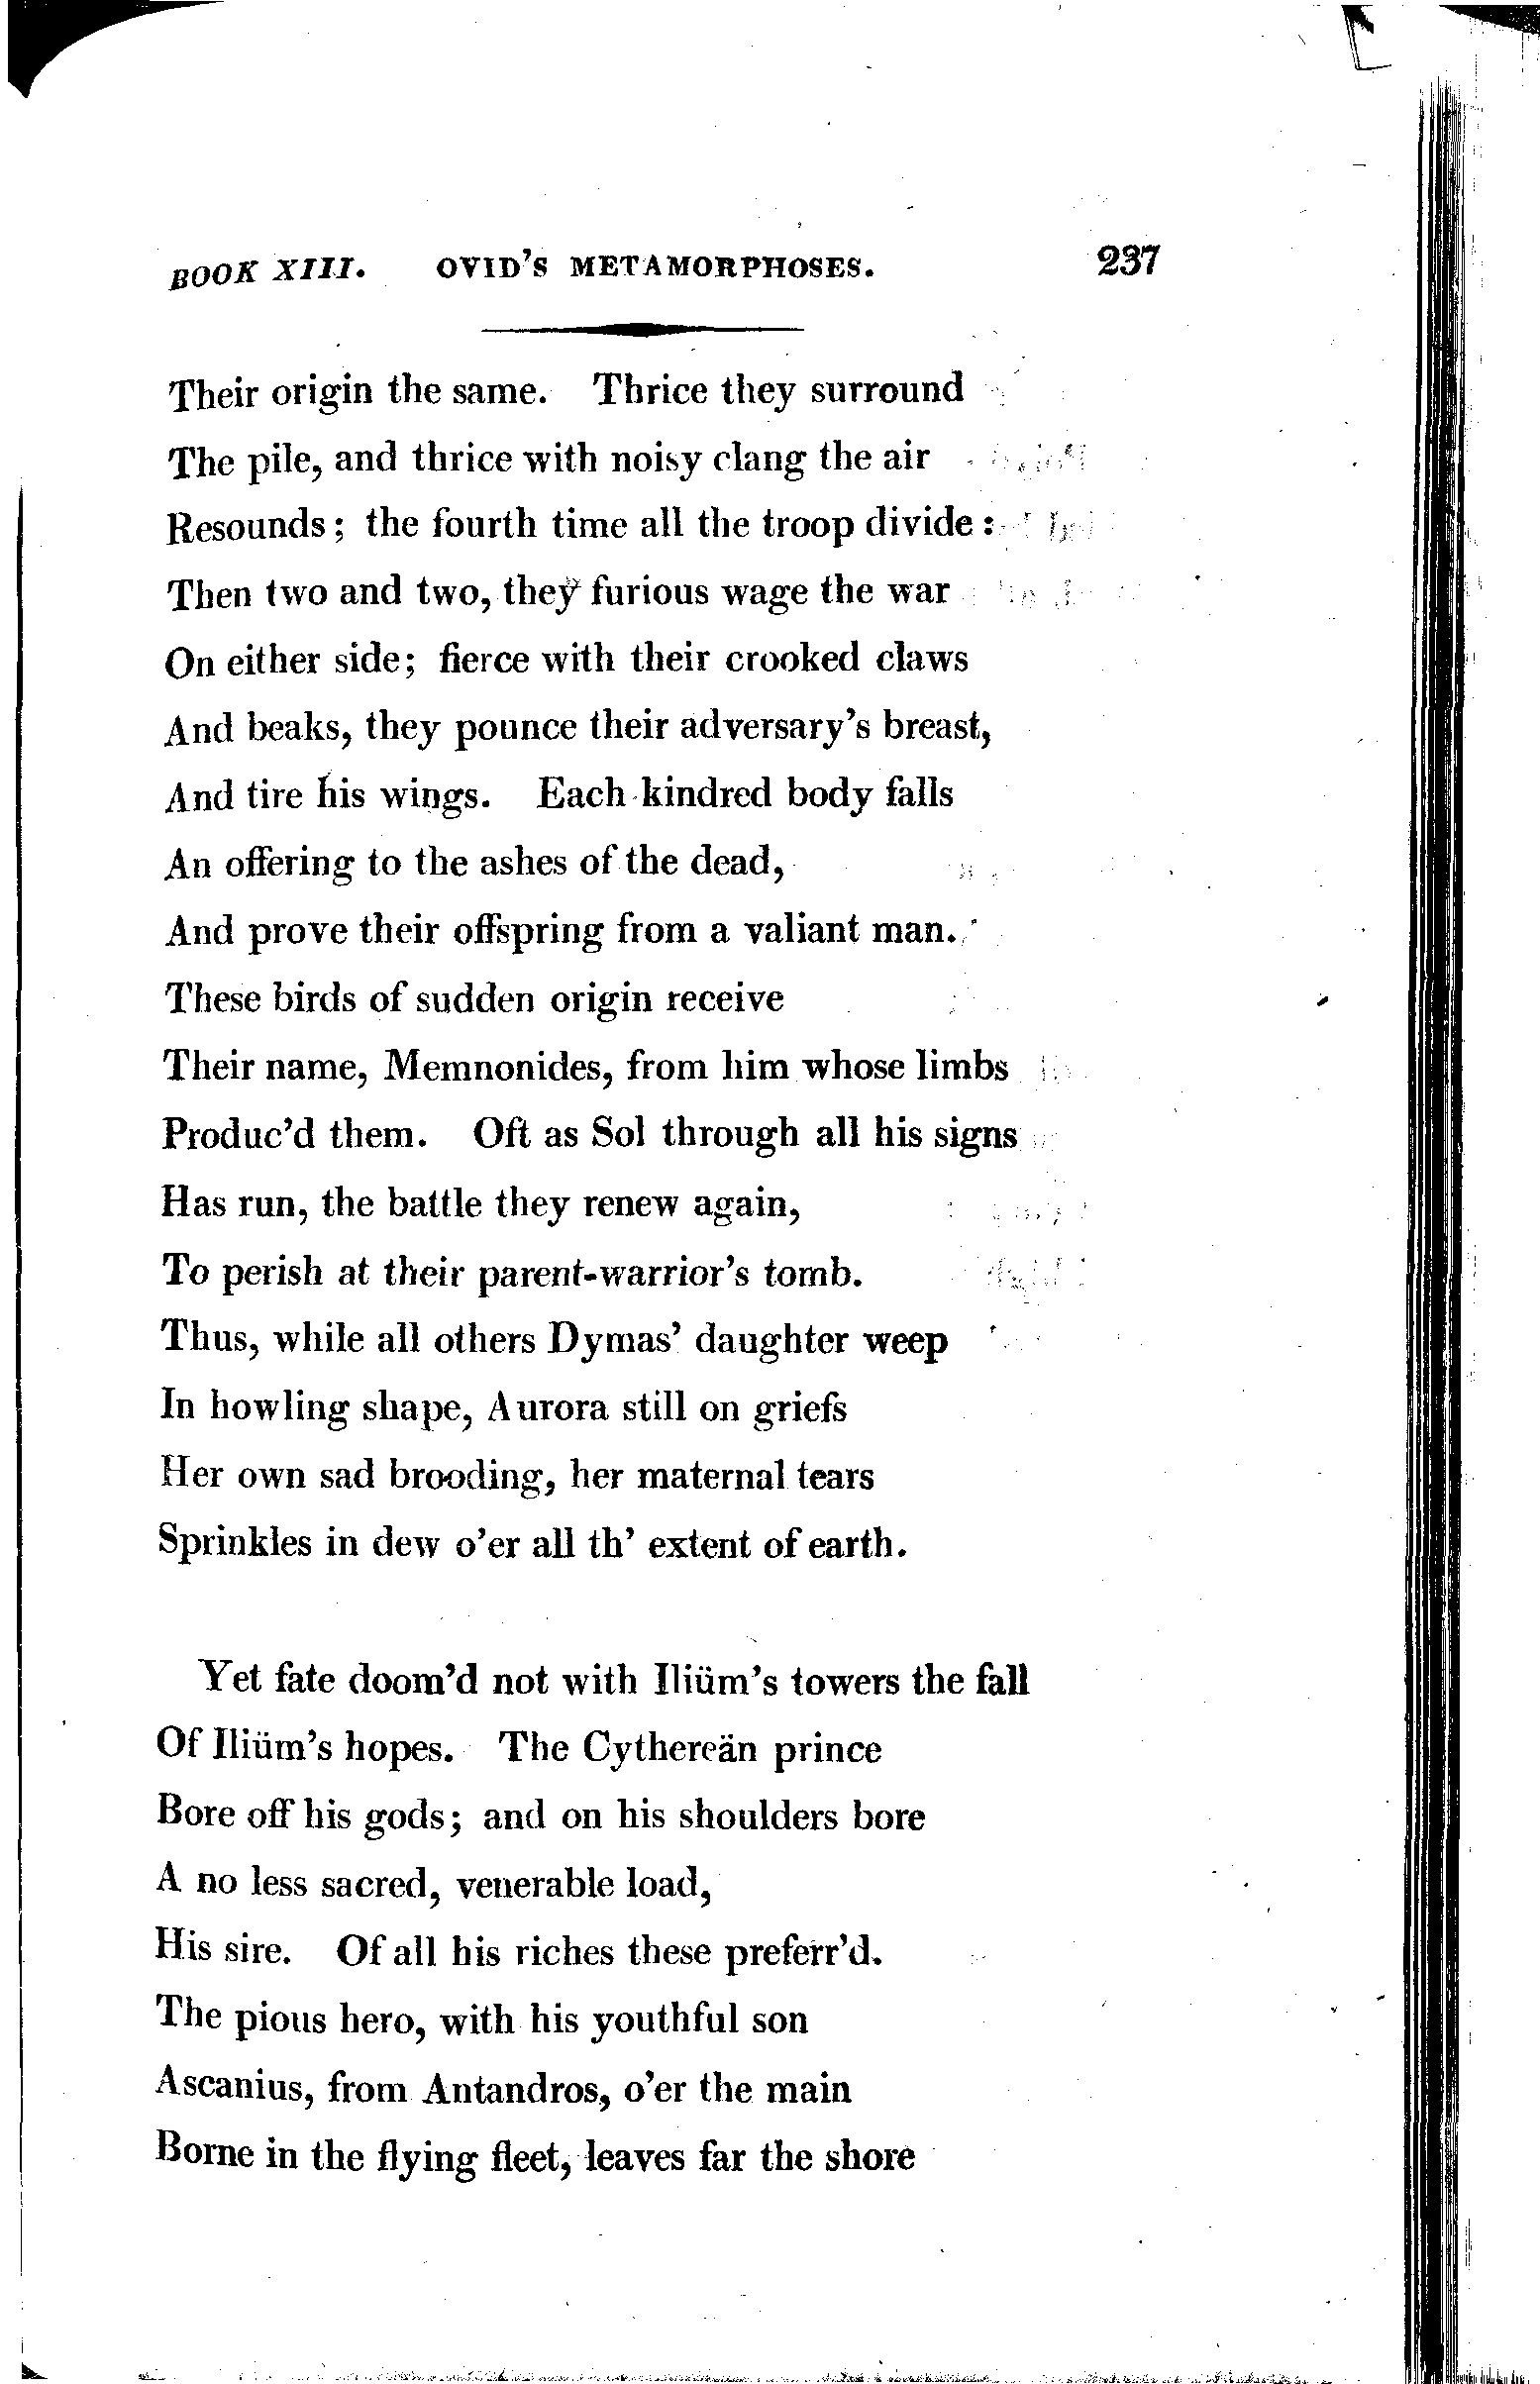 BOOK XIII. OVID'S METAMORPHOSES. 237
Their origin the same. Thrice they surround
The pile, and thrice with noisy clang the air
Resounds; the fourth time all the troop divide:
Then two and two, they furious wage the war
On either side; fierce with their crooked claws
And beaks, they pounce their adversary's breast,
And tire his wings. Each kindred body falls
An offering to the ashes of the dead,
And prove their offspring from a valiant man.
These birds of sudden origin receive
Their name, Memnonides, from him whose limbs
Produc'd them. Oft as Sol through all his signs
Has run, the battle they renew again,
To perish at their parent-warrior's tomb.
Thus, while all others Dymas' daughter weep
In howling shape, Aurora still on griefs
Her own sad brooding, her maternal tears
Sprinkles in dew o'er all th' extent of earth.
Yet fate doom'd not with Iliüm's towers the fall
Of Iliüm's hopes. The Cythereän prince
Bore off his gods; and on his shoulders bore
A no less sacred, venerable load,
His sire. Of all his riches these preferr'd.
The pious hero, with his youthful son
Ascanius, from Antandros, o'er the main
Borne in the flying fleet, leaves far the shore